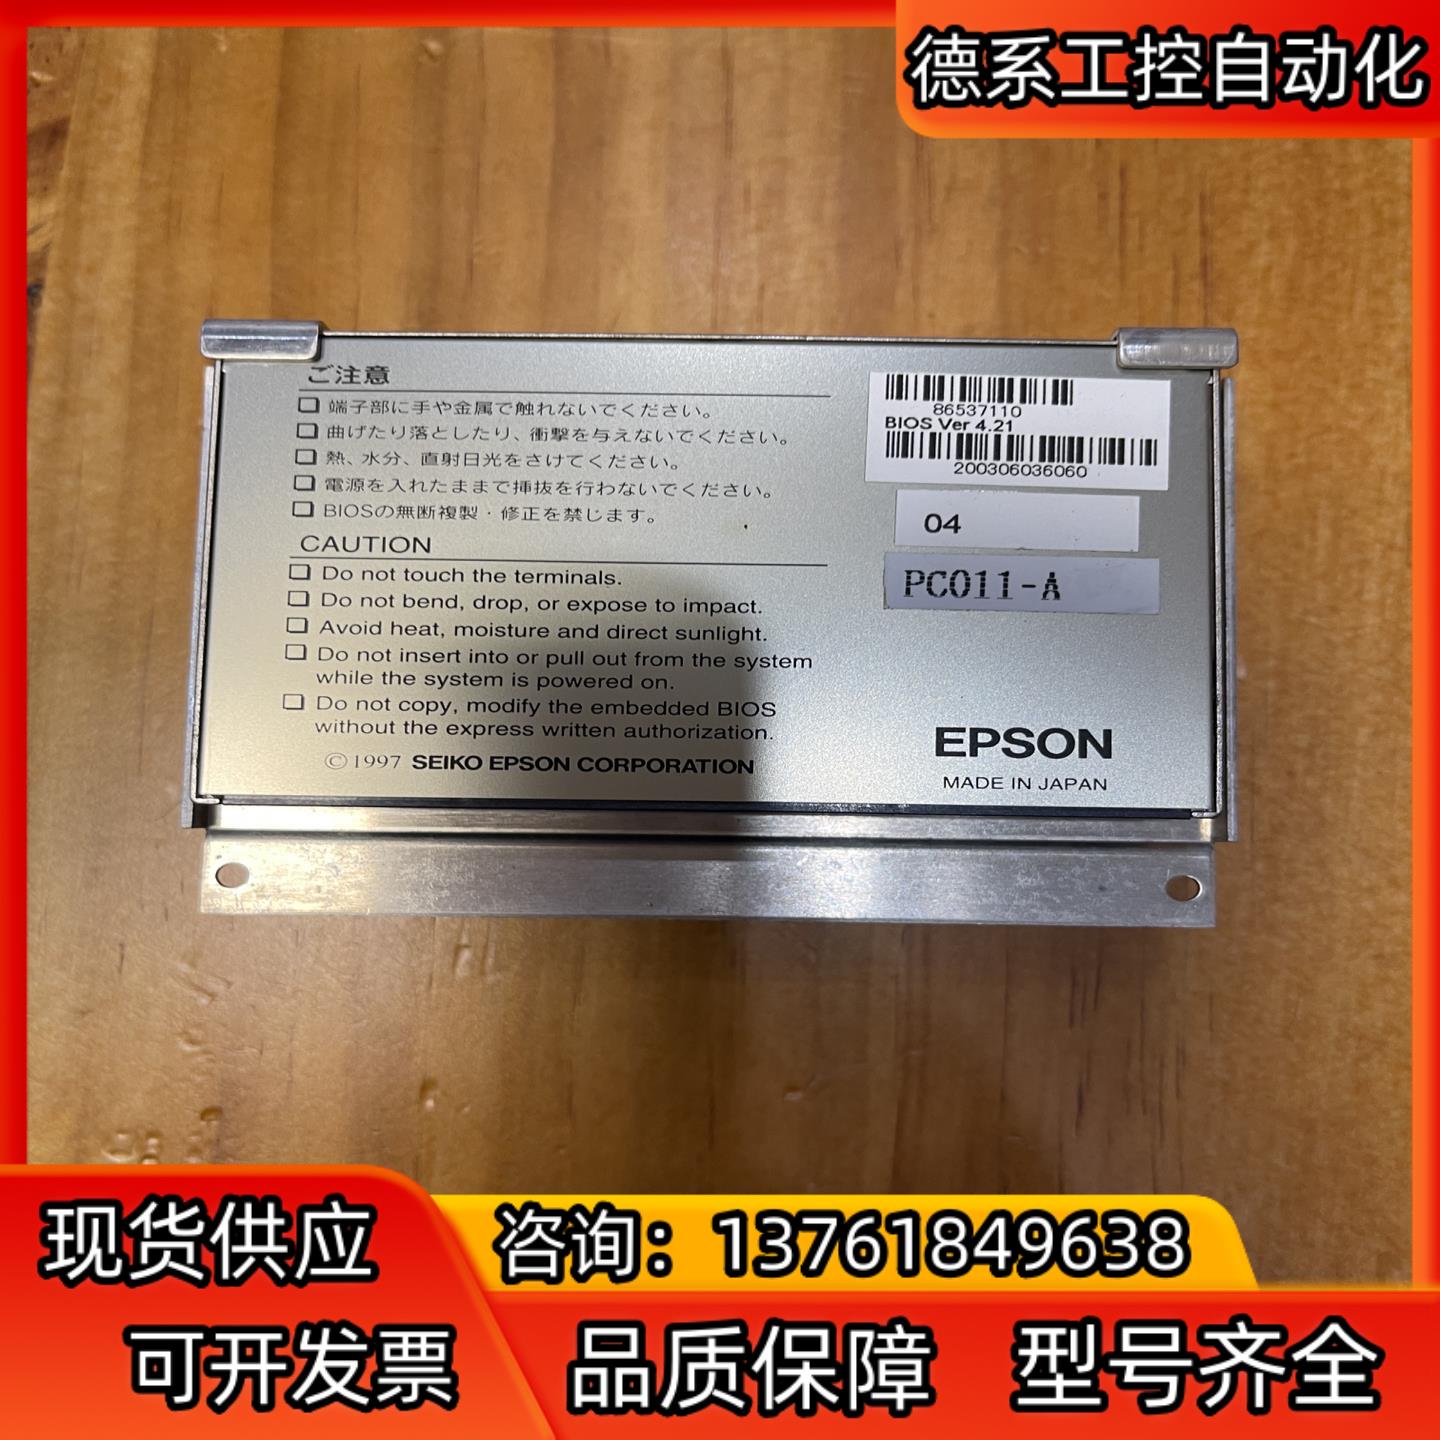 德系工控自动化
ご注意
端子部に手や金属で触れないでください。
曲げたり落としたり、衝撃を与えないでください。
熱、水分、直射日光をさけてください。
電源を入れたままで挿抜を行わないでください。
BIOSの無断複製・修正を禁じます。
CAUTION
Do not touch the terminals.
Do not bend, drop, or expose to impact.
Avoid heat, moisture and direct sunlight.
Do not insert into or pull out from the system
while the system is powered on.
Do not copy, modify the embedded BIOS
without the express written authorization.
©1997 SEIKO EPSON CORPORATION
86537110
BIOS Ver 4.21
200306036060
04
PC011-A
EPSON
MADE IN JAPAN
现货供应
咨询：13761849638
可开发票
品质保障
型号齐全